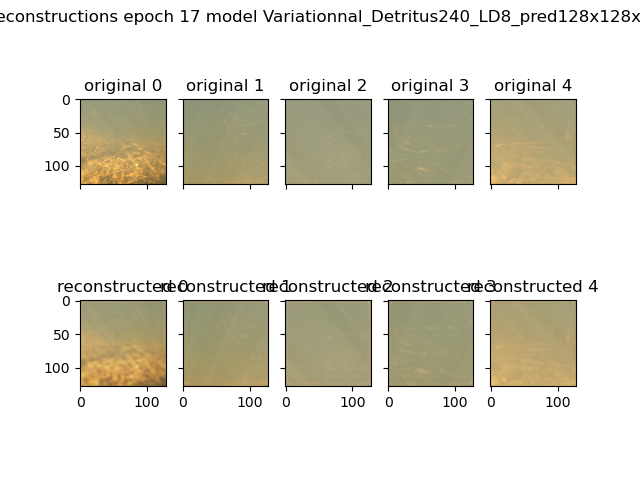 econstructions epoch 17 model Variationnal_Detritus240_LD8_pred128x128x
original 0 original 1 original 2 original 3 original 4
0
50
100
reconstructed 0 reconstructed 1 reconstructed 2 reconstructed 3 reconstructed 4
0
50
100
0 100 0 100 0 100 0 100 0 100